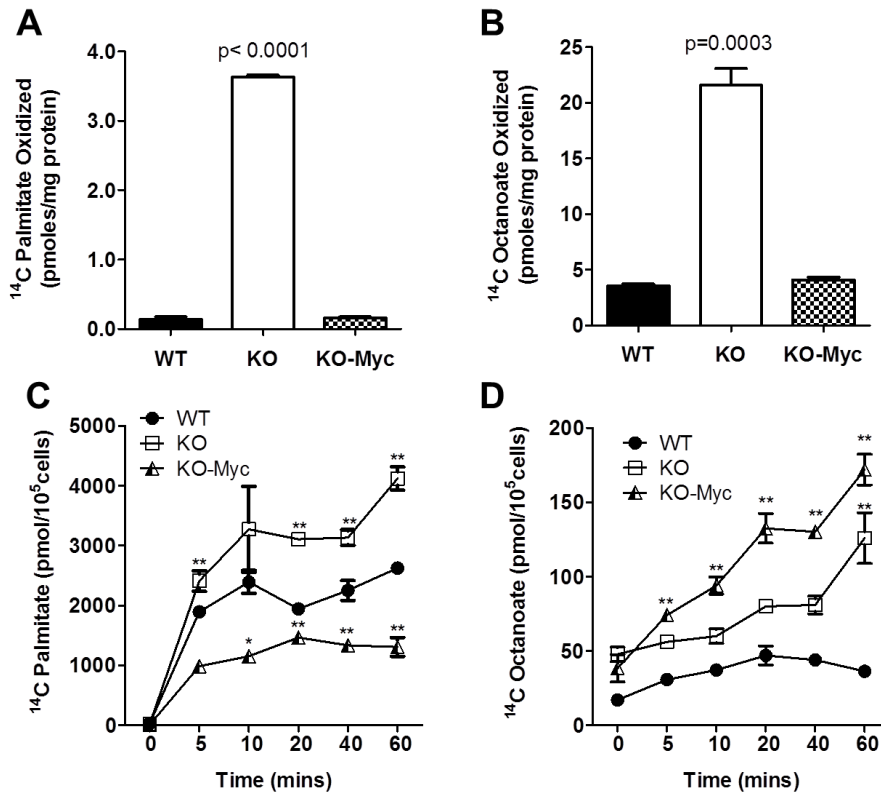 A
p< 0.0001
¹⁴C Palmitate Oxidized
(pmoles/mg protein)
4.0
3.2
2.4
1.6
0.8
0.0
WT
KO
KO-Myc
B
p=0.0003
¹⁴C Octanoate Oxidized
(pmoles/mg protein)
25
20
15
10
5
0
WT
KO
KO-Myc
C
WT
KO
KO-Myc
¹⁴C Palmitate (pmol/10⁵cells)
5000
4000
3000
2000
1000
0
**
**
**
**
*
**
**
**
0
5
10
20
40
60
Time (mins)
D
WT
KO
KO-Myc
¹⁴C Octanoate (pmol/10⁵cells)
200
150
100
50
0
**
**
**
**
**
**
0
5
10
20
40
60
Time (mins)